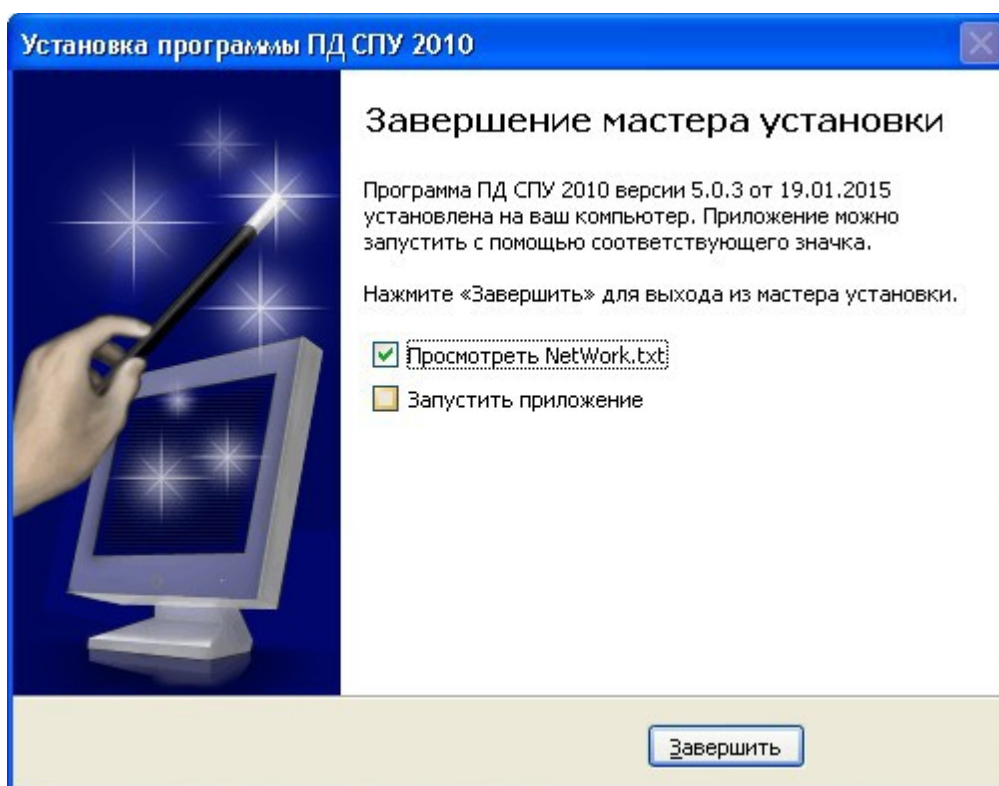 Установка программы ПД СПУ 2010
Завершение мастера установки
Программа ПД СПУ 2010 версии 5.0.3 от 19.01.2015
установлена на ваш компьютер. Приложение можно
запустить с помощью соответствующего значка.
Нажмите «Завершить» для выхода из мастера установки.
Просмотреть NetWork.txt
Запустить приложение
Завершить